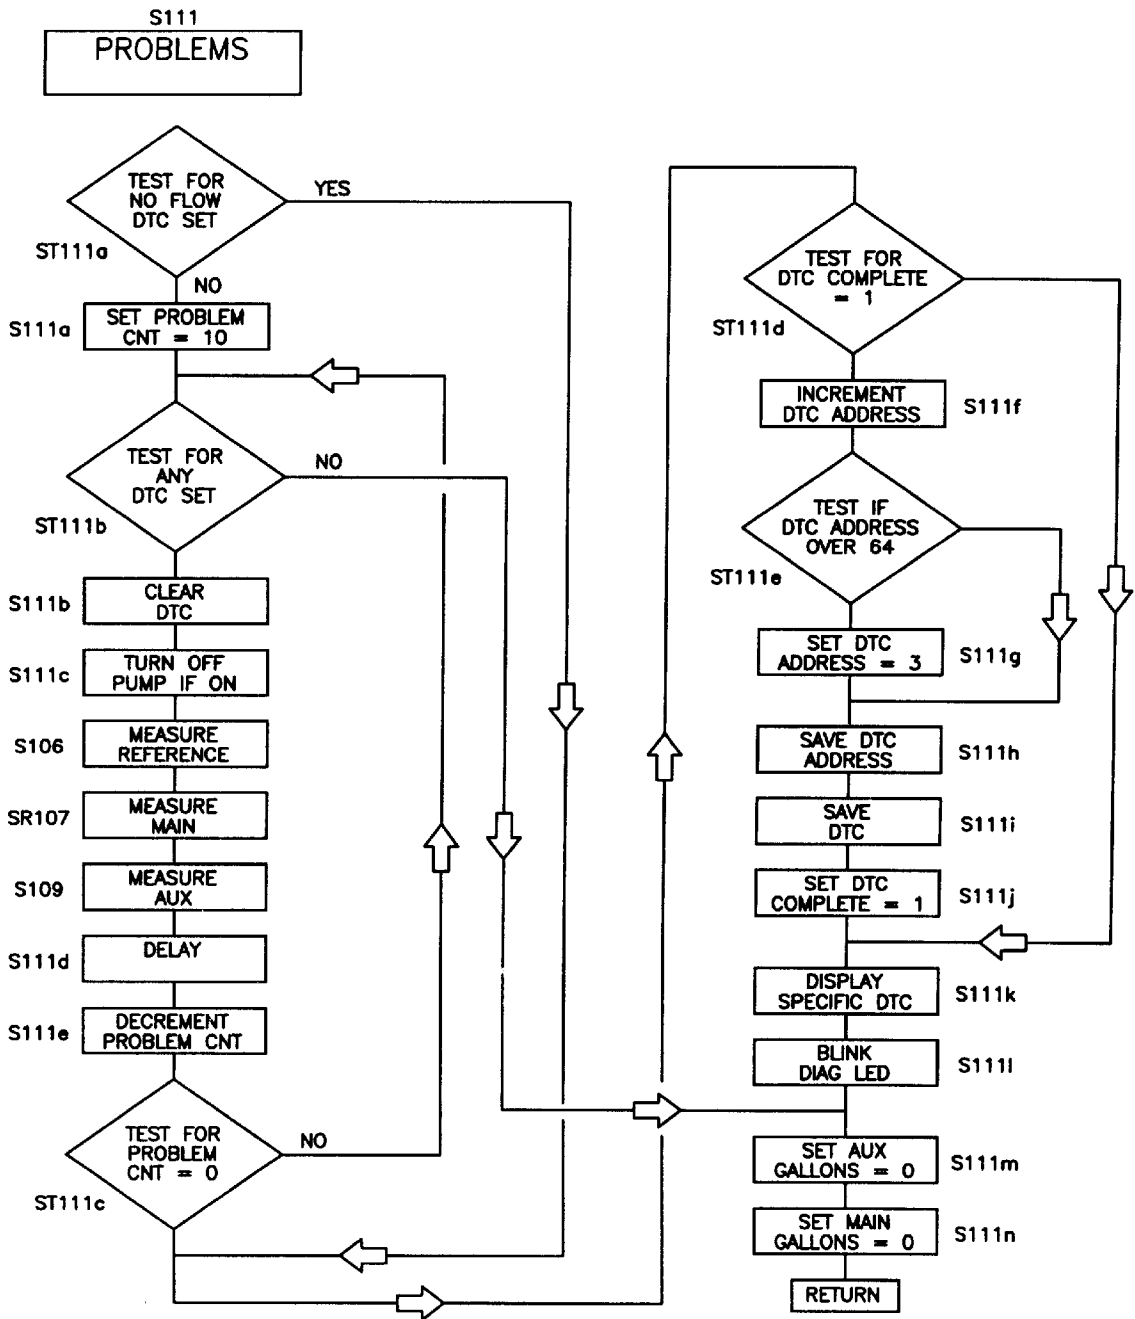 S111
PROBLEMS
TEST FOR
NO FLOW
DTC SET
YES
ST111a
NO
S111a
SET PROBLEM
CNT = 10
TEST FOR
ANY
DTC SET
NO
ST111b
S111b
CLEAR
DTC
S111c
TURN OFF
PUMP IF ON
S106
MEASURE
REFERENCE
SR107
MEASURE
MAIN
S109
MEASURE
AUX
S111d
DELAY
S111e
DECREMENT
PROBLEM CNT
TEST FOR
PROBLEM
CNT = 0
NO
ST111c
TEST FOR
DTC COMPLETE
= 1
ST111d
INCREMENT
DTC ADDRESS
S111f
TEST IF
DTC ADDRESS
OVER 64
ST111e
SET DTC
ADDRESS = 3
S111g
SAVE DTC
ADDRESS
S111h
SAVE
DTC
S111i
SET DTC
COMPLETE = 1
S111j
DISPLAY
SPECIFIC DTC
S111k
BLINK
DIAG LED
S111l
SET AUX
GALLONS = 0
S111m
SET MAIN
GALLONS = 0
S111n
RETURN